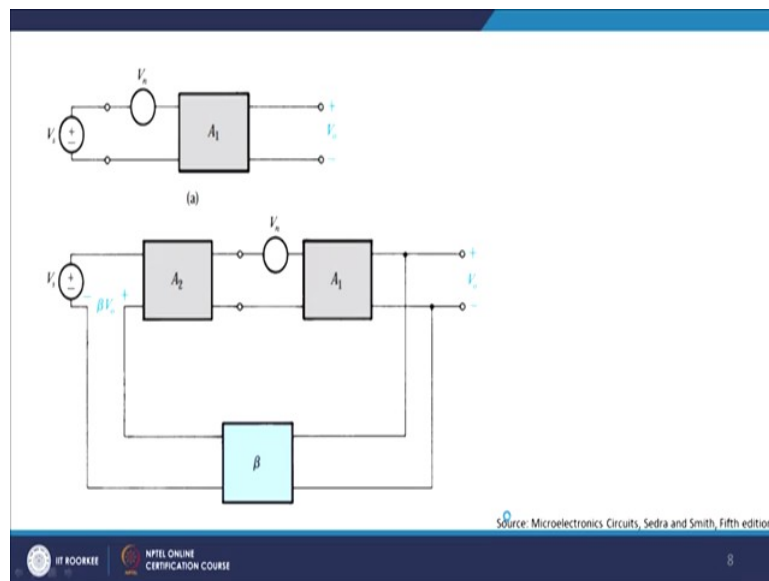 Vn
Vs
+
−
A1
+
Vo
−
(a)
Vn
Vs
+
−
−
+
βVo
A2
A1
+
Vo
−
β
Source: Microelectronics Circuits, Sedra and Smith, Fifth edition
IIT ROORKEE
NPTEL ONLINE
CERTIFICATION COURSE
8